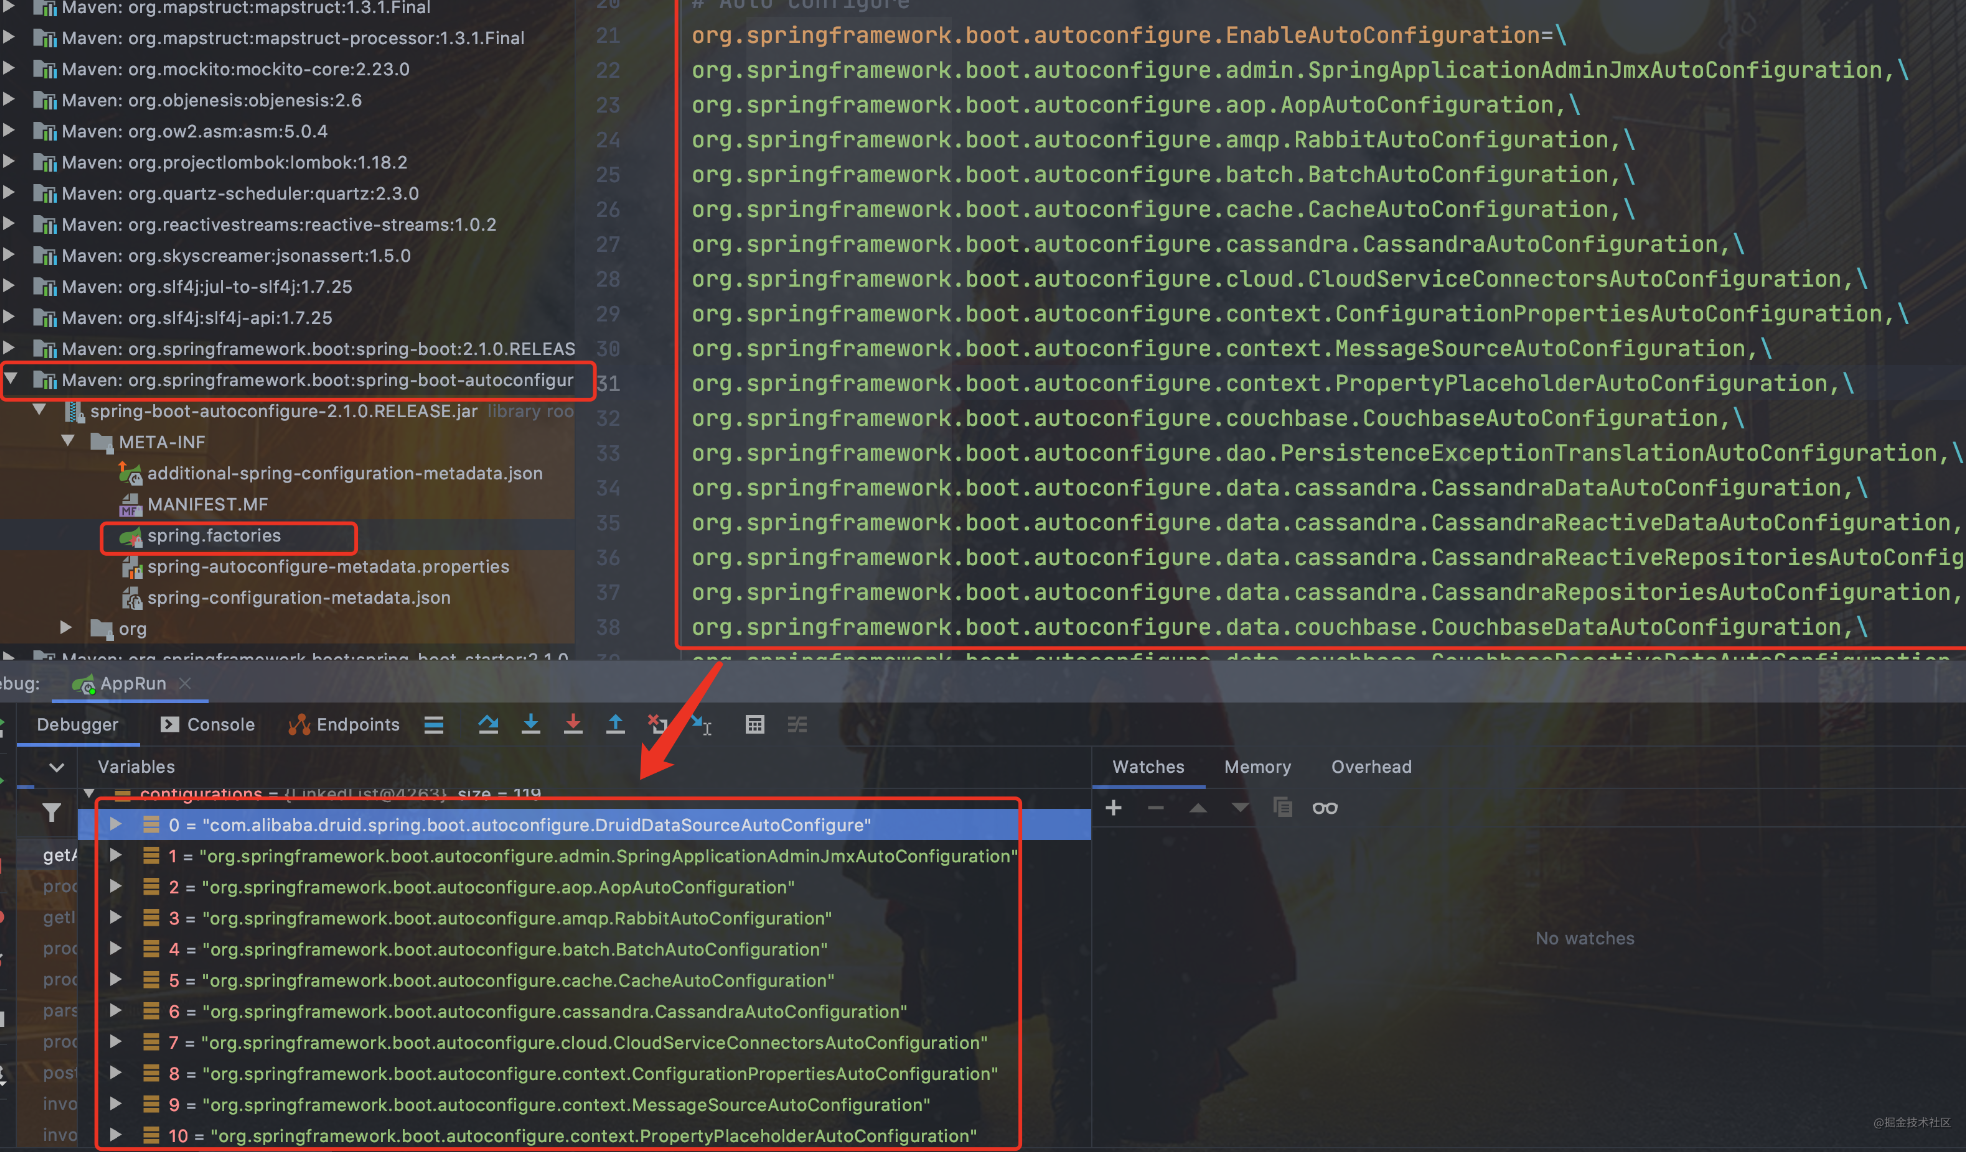 Maven: org.mapstruct:mapstruct:1.3.1.Final
Maven: org.mapstruct:mapstruct-processor:1.3.1.Final
Maven: org.mockito:mockito-core:2.23.0
Maven: org.objenesis:objenesis:2.6
Maven: org.ow2.asm:asm:5.0.4
Maven: org.projectlombok:lombok:1.18.2
Maven: org.quartz-scheduler:quartz:2.3.0
Maven: org.reactivestreams:reactive-streams:1.0.2
Maven: org.skyscreamer:jsonassert:1.5.0
Maven: org.slf4j:jul-to-slf4j:1.7.25
Maven: org.slf4j:slf4j-api:1.7.25
Maven: org.springframework.boot:spring-boot:2.1.0.RELEAS
Maven: org.springframework.boot:spring-boot-autoconfigur
spring-boot-autoconfigure-2.1.0.RELEASE.jar library roo
META-INF
additional-spring-configuration-metadata.json
MANIFEST.MF
spring.factories
spring-autoconfigure-metadata.properties
spring-configuration-metadata.json
org
Maven: org.springframework.boot:spring-boot-starter:2.1.0
20 # Auto Configure
21 org.springframework.boot.autoconfigure.EnableAutoConfiguration=\
22 org.springframework.boot.autoconfigure.admin.SpringApplicationAdminJmxAutoConfiguration,\
23 org.springframework.boot.autoconfigure.aop.AopAutoConfiguration,\
24 org.springframework.boot.autoconfigure.amqp.RabbitAutoConfiguration,\
25 org.springframework.boot.autoconfigure.batch.BatchAutoConfiguration,\
26 org.springframework.boot.autoconfigure.cache.CacheAutoConfiguration,\
27 org.springframework.boot.autoconfigure.cassandra.CassandraAutoConfiguration,\
28 org.springframework.boot.autoconfigure.cloud.CloudServiceConnectorsAutoConfiguration,\
29 org.springframework.boot.autoconfigure.context.ConfigurationPropertiesAutoConfiguration,\
30 org.springframework.boot.autoconfigure.context.MessageSourceAutoConfiguration,\
31 org.springframework.boot.autoconfigure.context.PropertyPlaceholderAutoConfiguration,\
32 org.springframework.boot.autoconfigure.couchbase.CouchbaseAutoConfiguration,\
33 org.springframework.boot.autoconfigure.dao.PersistenceExceptionTranslationAutoConfiguration,\
34 org.springframework.boot.autoconfigure.data.cassandra.CassandraDataAutoConfiguration,\
35 org.springframework.boot.autoconfigure.data.cassandra.CassandraReactiveDataAutoConfiguration,
36 org.springframework.boot.autoconfigure.data.cassandra.CassandraReactiveRepositoriesAutoConfig
37 org.springframework.boot.autoconfigure.data.cassandra.CassandraRepositoriesAutoConfiguration,
38 org.springframework.boot.autoconfigure.data.couchbase.CouchbaseDataAutoConfiguration,\
39 org.springframework.boot.autoconfigure.data.couchbase.CouchbaseReactiveDataAutoConfiguration
ebug: AppRun
Debugger Console Endpoints
Variables
configurations = {LinkedList@4263} size = 119
0 = "com.alibaba.druid.spring.boot.autoconfigure.DruidDataSourceAutoConfigure"
1 = "org.springframework.boot.autoconfigure.admin.SpringApplicationAdminJmxAutoConfiguration"
2 = "org.springframework.boot.autoconfigure.aop.AopAutoConfiguration"
3 = "org.springframework.boot.autoconfigure.amqp.RabbitAutoConfiguration"
4 = "org.springframework.boot.autoconfigure.batch.BatchAutoConfiguration"
5 = "org.springframework.boot.autoconfigure.cache.CacheAutoConfiguration"
6 = "org.springframework.boot.autoconfigure.cassandra.CassandraAutoConfiguration"
7 = "org.springframework.boot.autoconfigure.cloud.CloudServiceConnectorsAutoConfiguration"
8 = "org.springframework.boot.autoconfigure.context.ConfigurationPropertiesAutoConfiguration"
9 = "org.springframework.boot.autoconfigure.context.MessageSourceAutoConfiguration"
10 = "org.springframework.boot.autoconfigure.context.PropertyPlaceholderAutoConfiguration"
getA
proc
getI
proc
proc
pars
proc
post
invo
invo
Watches Memory Overhead
No watches
@掘金技术社区